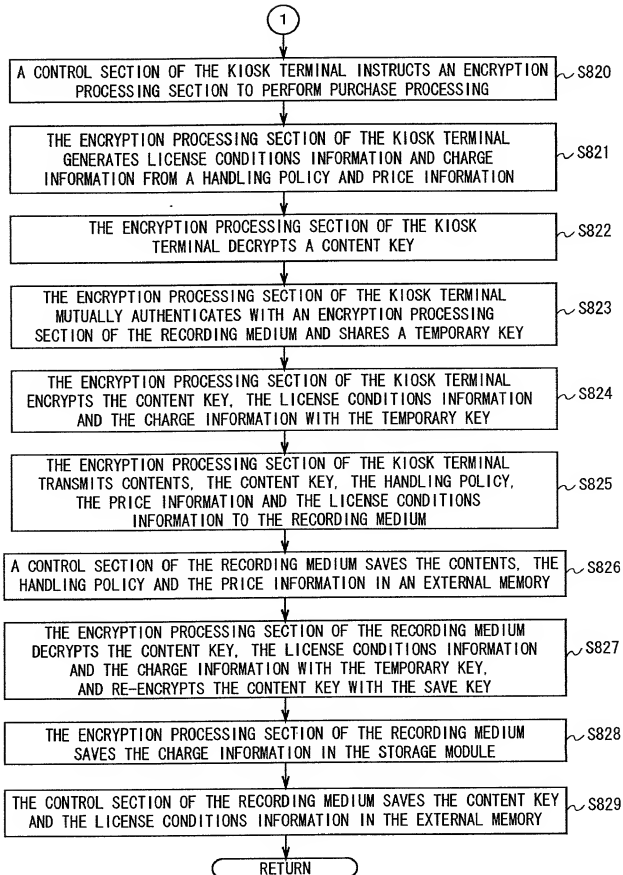 1
A CONTROL SECTION OF THE KIOSK TERMINAL INSTRUCTS AN ENCRYPTION
PROCESSING SECTION TO PERFORM PURCHASE PROCESSING
S820
THE ENCRYPTION PROCESSING SECTION OF THE KIOSK TERMINAL
GENERATES LICENSE CONDITIONS INFORMATION AND CHARGE
INFORMATION FROM A HANDLING POLICY AND PRICE INFORMATION
S821
THE ENCRYPTION PROCESSING SECTION OF THE KIOSK
TERMINAL DECRYPTS A CONTENT KEY
S822
THE ENCRYPTION PROCESSING SECTION OF THE KIOSK TERMINAL
MUTUALLY AUTHENTICATES WITH AN ENCRYPTION PROCESSING
SECTION OF THE RECORDING MEDIUM AND SHARES A TEMPORARY KEY
S823
THE ENCRYPTION PROCESSING SECTION OF THE KIOSK TERMINAL
ENCRYPTS THE CONTENT KEY, THE LICENSE CONDITIONS INFORMATION
AND THE CHARGE INFORMATION WITH THE TEMPORARY KEY
S824
THE ENCRYPTION PROCESSING SECTION OF THE KIOSK TERMINAL
TRANSMITS CONTENTS, THE CONTENT KEY, THE HANDLING POLICY,
THE PRICE INFORMATION AND THE LICENSE CONDITIONS
INFORMATION TO THE RECORDING MEDIUM
S825
A CONTROL SECTION OF THE RECORDING MEDIUM SAVES THE CONTENTS, THE
HANDLING POLICY AND THE PRICE INFORMATION IN AN EXTERNAL MEMORY
S826
THE ENCRYPTION PROCESSING SECTION OF THE RECORDING MEDIUM
DECRYPTS THE CONTENT KEY, THE LICENSE CONDITIONS INFORMATION
AND THE CHARGE INFORMATION WITH THE TEMPORARY KEY,
AND RE-ENCRYPTS THE CONTENT KEY WITH THE SAVE KEY
S827
THE ENCRYPTION PROCESSING SECTION OF THE RECORDING MEDIUM
SAVES THE CHARGE INFORMATION IN THE STORAGE MODULE
S828
THE CONTROL SECTION OF THE RECORDING MEDIUM SAVES THE CONTENT KEY
AND THE LICENSE CONDITIONS INFORMATION IN THE EXTERNAL MEMORY
S829
RETURN